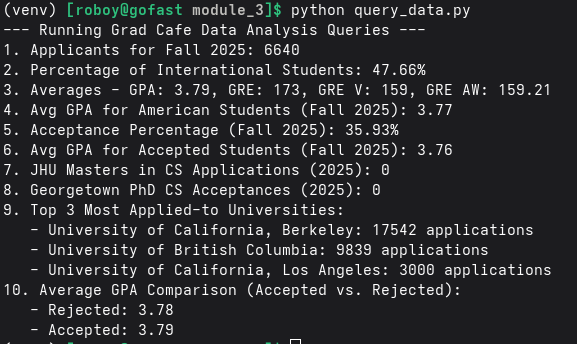 (venv) [roboy@gofast module_3]$ python query_data.py
--- Running Grad Cafe Data Analysis Queries ---
1. Applicants for Fall 2025: 6640
2. Percentage of International Students: 47.66%
3. Averages - GPA: 3.79, GRE: 173, GRE V: 159, GRE AW: 159.21
4. Avg GPA for American Students (Fall 2025): 3.77
5. Acceptance Percentage (Fall 2025): 35.93%
6. Avg GPA for Accepted Students (Fall 2025): 3.76
7. JHU Masters in CS Applications (2025): 0
8. Georgetown PhD CS Acceptances (2025): 0
9. Top 3 Most Applied-to Universities:
   - University of California, Berkeley: 17542 applications
   - University of British Columbia: 9839 applications
   - University of California, Los Angeles: 3000 applications
10. Average GPA Comparison (Accepted vs. Rejected):
   - Rejected: 3.78
   - Accepted: 3.79